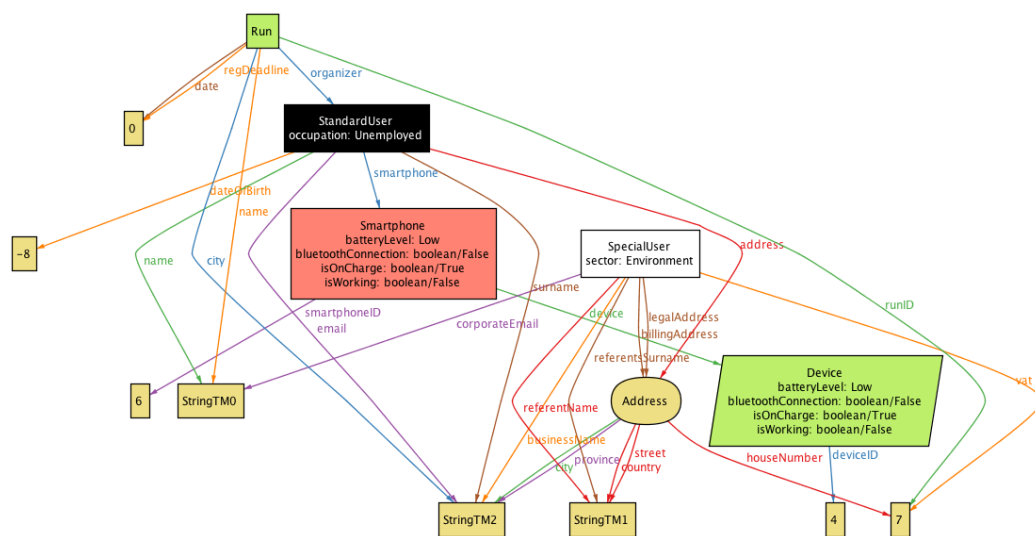 Run
regDeadline
date
organizer
0
StandardUser
occupation: Unemployed
smartphone
dateOfBirth
name
-8
name
city
Smartphone
batteryLevel: Low
bluetoothConnection: boolean/False
isOnCharge: boolean/True
isWorking: boolean/False
SpecialUser
sector: Environment
address
surname
smartphoneID
email
corporateEmail
device
legalAddress
billingAddress
runID
referentsSurname
Device
batteryLevel: Low
bluetoothConnection: boolean/False
isOnCharge: boolean/True
isWorking: boolean/False
vat
6
StringTM0
referentName
Address
businessName
province
city
street
country
houseNumber
deviceID
StringTM2
StringTM1
4
7